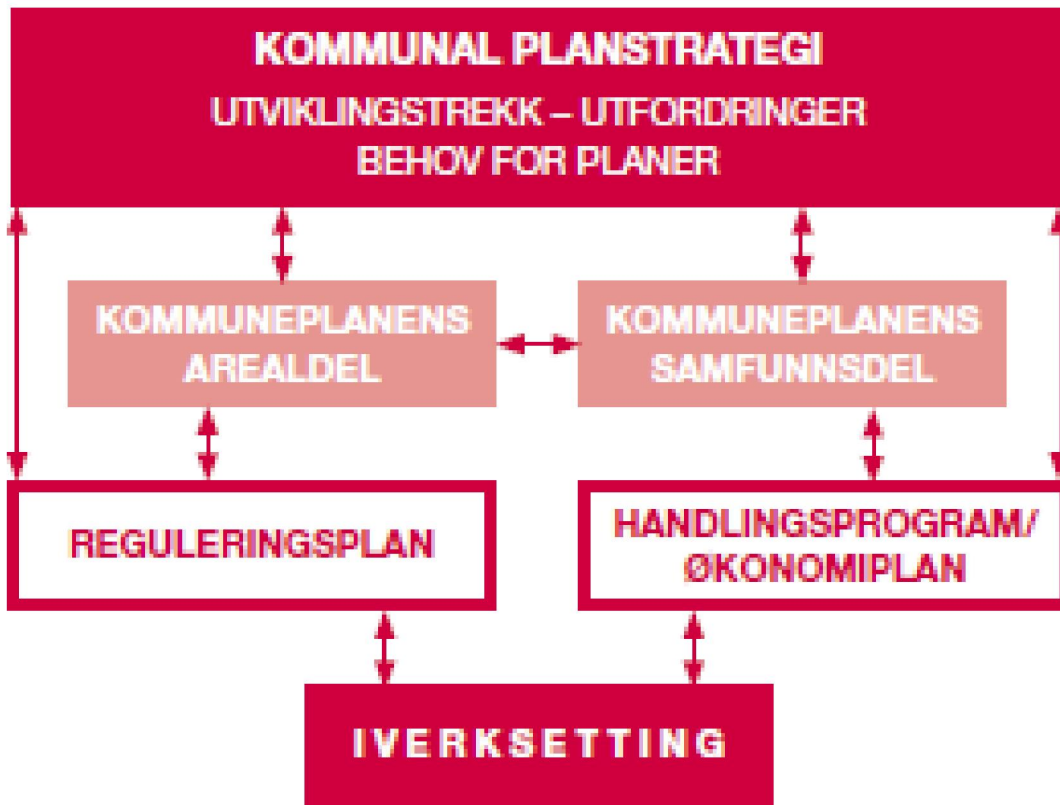 KOMMUNAL PLANSTRATEGI
UTVIKLINGSTREKK – UTFORDRINGER
BEHOV FOR PLANER
KOMMUNEPLANENS
AREALDEL
KOMMUNEPLANENS
SAMFUNNSDEL
REGULERINGSPLAN
HANDLINGSPROGRAM/
ØKONOMIPLAN
IVERKSETTING